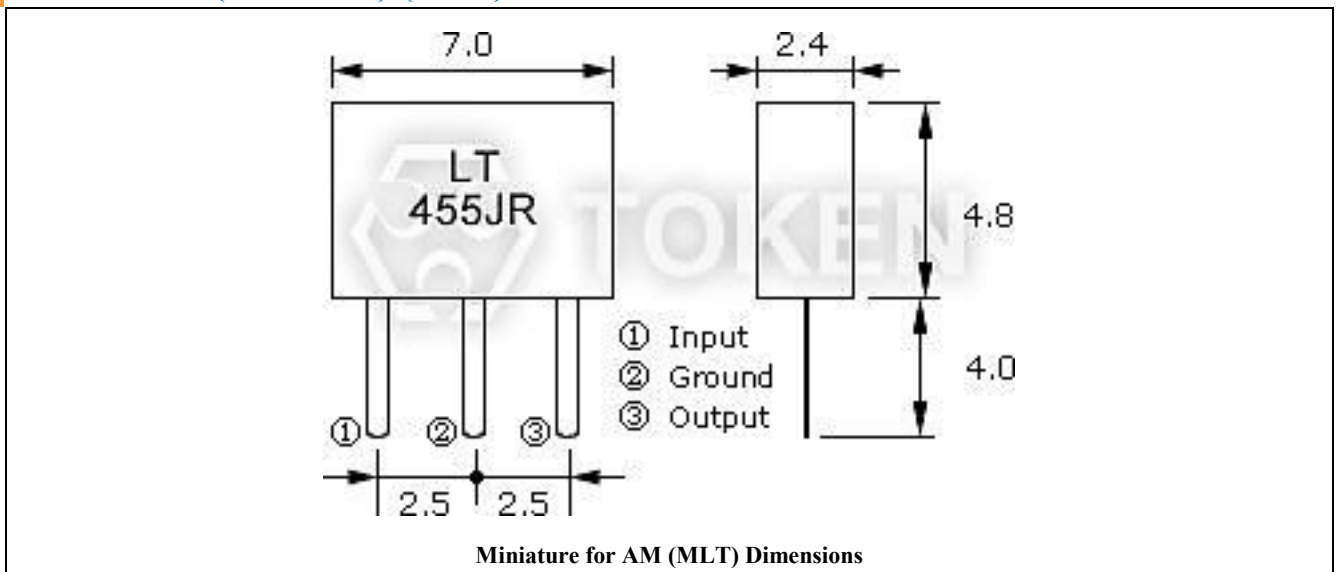 7.0
2.4
LT
455JR
TOKEN
4.8
① Input
② Ground
③ Output
4.0
① ② ③
2.5 2.5
Miniature for AM (MLT) Dimensions